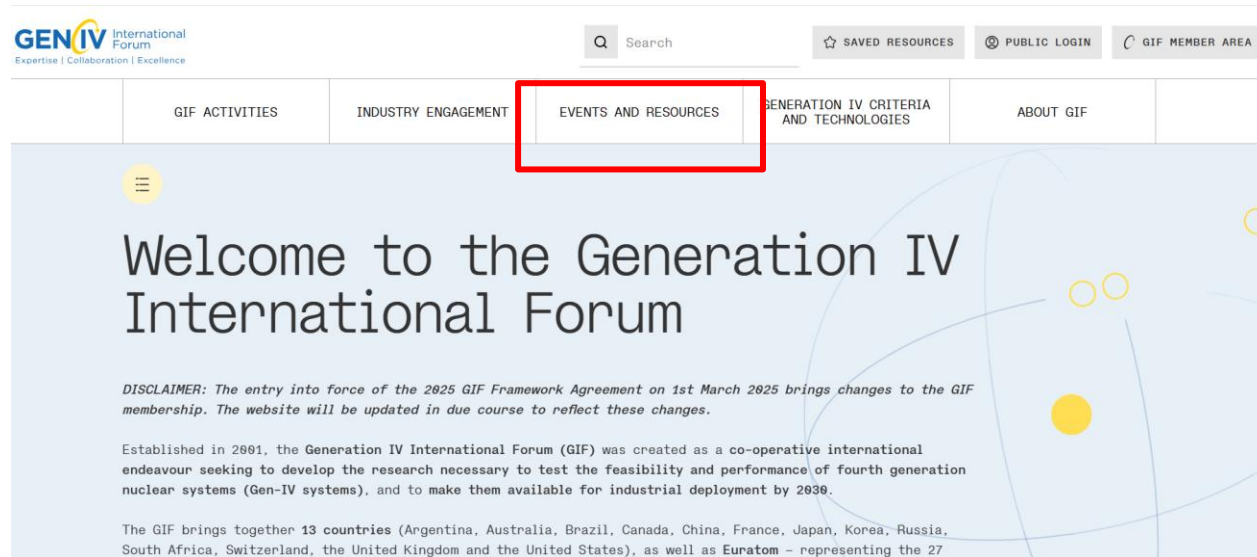 GEN IV International
Forum
Expertise | Collaboration | Excellence
Search
SAVED RESOURCES
PUBLIC LOGIN
GIF MEMBER AREA
GIF ACTIVITIES
INDUSTRY ENGAGEMENT
EVENTS AND RESOURCES
GENERATION IV CRITERIA
AND TECHNOLOGIES
ABOUT GIF
Welcome to the Generation IV
International Forum
DISCLAIMER: The entry into force of the 2025 GIF Framework Agreement on 1st March 2025 brings changes to the GIF
membership. The website will be updated in due course to reflect these changes.
Established in 2001, the Generation IV International Forum (GIF) was created as a co-operative international
endeavour seeking to develop the research necessary to test the feasibility and performance of fourth generation
nuclear systems (Gen-IV systems), and to make them available for industrial deployment by 2030.
The GIF brings together 13 countries (Argentina, Australia, Brazil, Canada, China, France, Japan, Korea, Russia,
South Africa, Switzerland, the United Kingdom and the United States), as well as Euratom – representing the 27